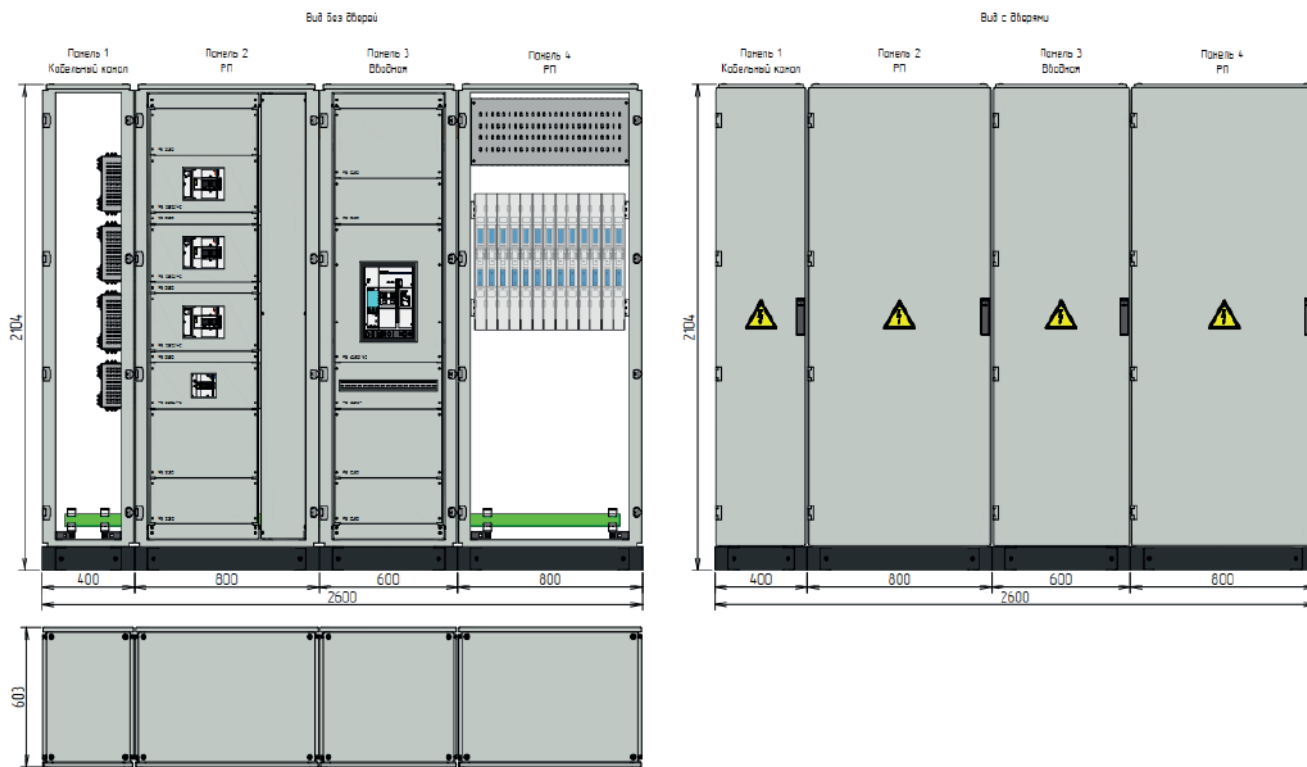 Вид без дверей
Вид с дверями
Панель 1
Кабельный канал
Панель 2
РП
Панель 3
Вводная
Панель 4
РП
Панель 1
Кабельный канал
Панель 2
РП
Панель 3
Вводная
Панель 4
РП
2104
2104
400
800
600
800
2600
400
800
600
800
2600
603